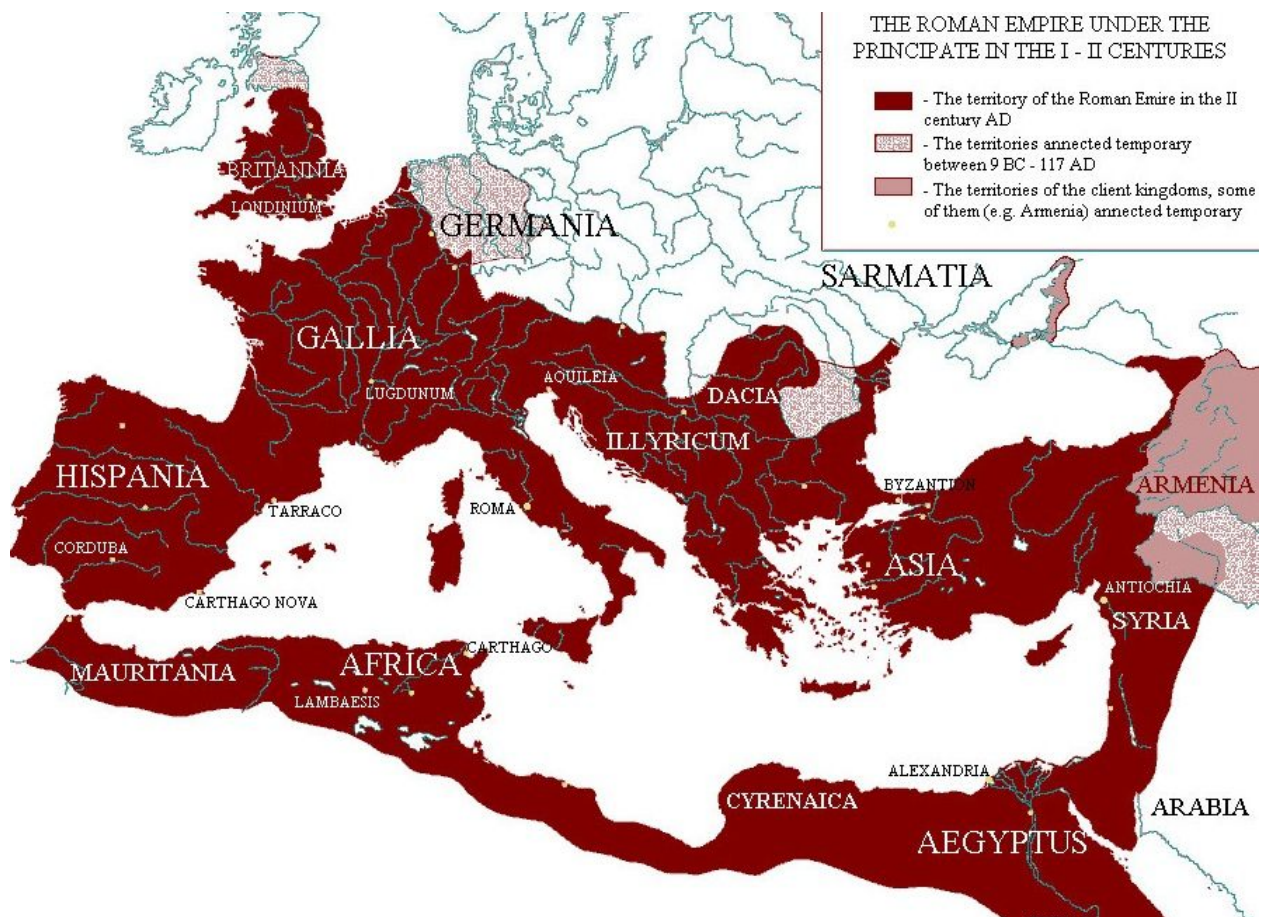 THE ROMAN EMPIRE UNDER THE
PRINCIPATE IN THE I - II CENTURIES
- The territory of the Roman Emire in the II
century AD
- The territories annected temporary
between 9 BC - 117 AD
- The territories of the client kingdoms, some
of them (e.g. Armenia) annected temporary
BRITANNIA
LONDINIUM
GERMANIA
SARMATIA
GALLIA
LUGDUNUM
AQUILEIA
DACIA
ILLYRICUM
HISPANIA
TARRACO
ROMA
BYZANTION
ARMENIA
CORDUBA
ASIA
ANTIOCHIA
CARTHAGO NOVA
SYRIA
CARTHAGO
MAURITANIA
AFRICA
LAMBAESIS
ALEXANDRIA
CYRENAICA
ARABIA
AEGYPTUS